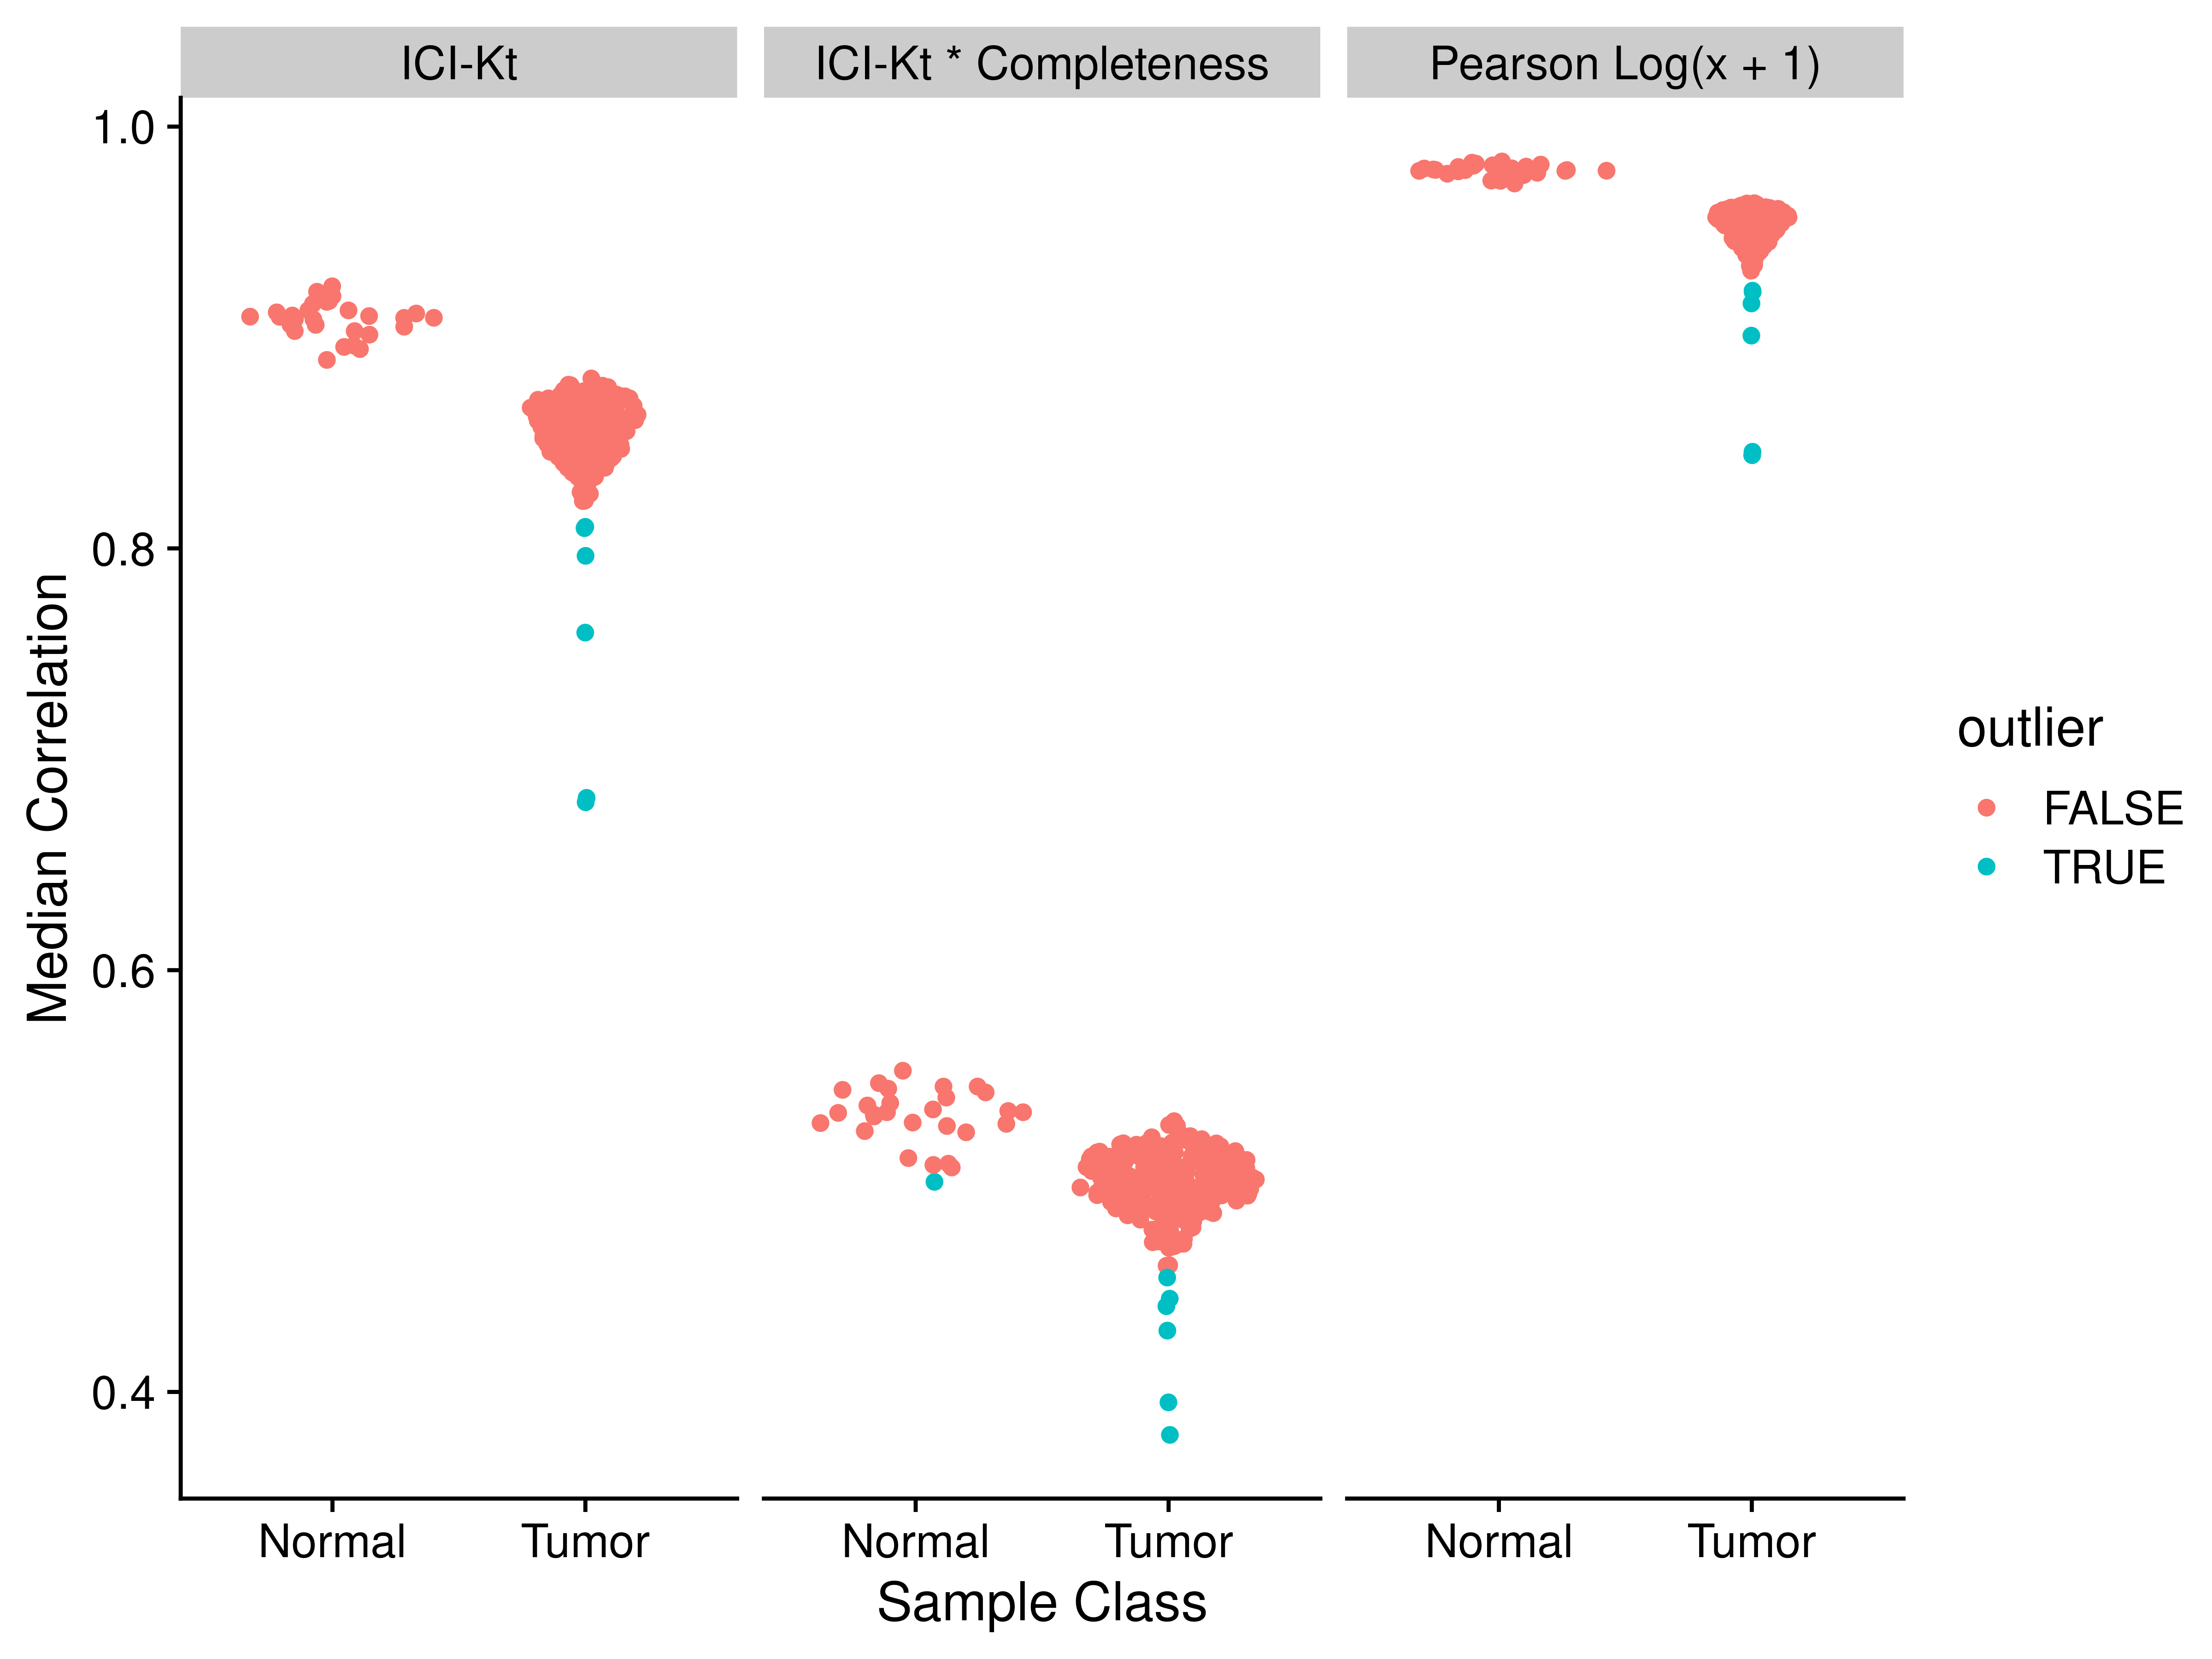 ICI-Kt
ICI-Kt * Completeness
Pearson Log(x + 1)
1.0
0.8
0.6
0.4
Median Correlation
Normal
Tumor
Normal
Tumor
Normal
Tumor
Sample Class
outlier
FALSE
TRUE